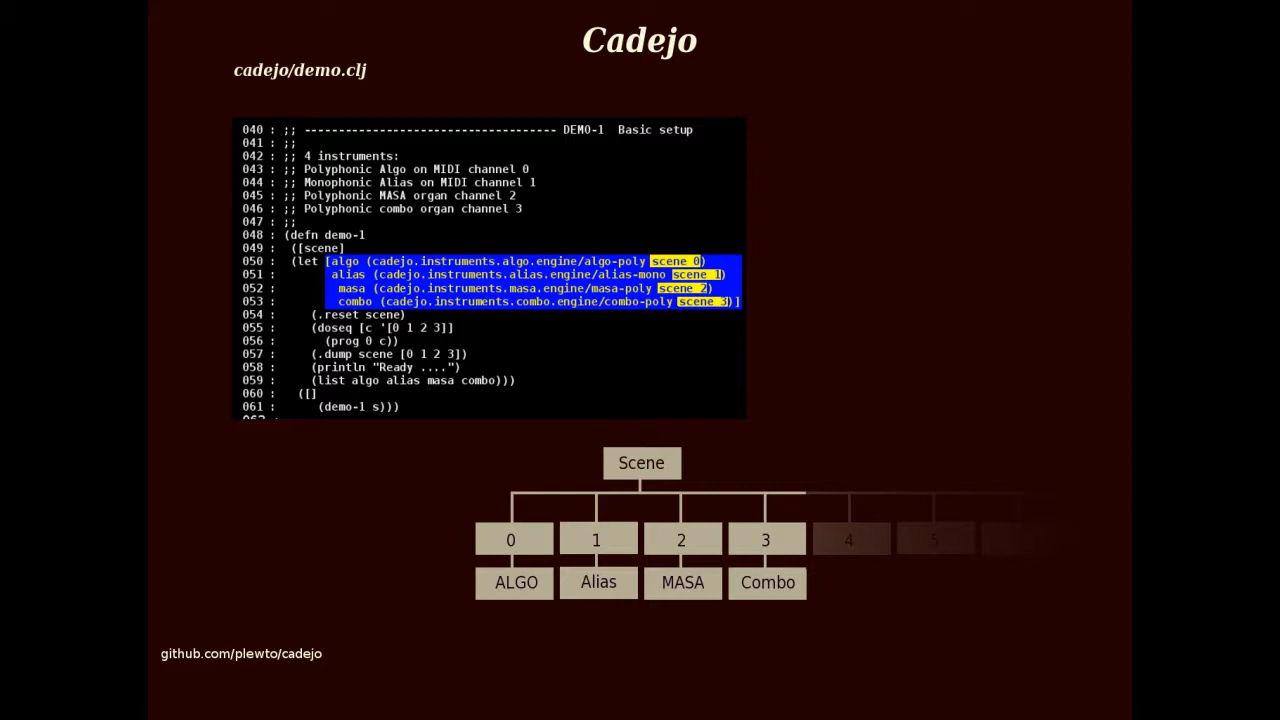 Cadejo
cadejo/demo.clj
040 : ;; ------------------------------------- DEMO-1  Basic setup
041 : ;;
042 : ;; 4 instruments:
043 : ;; Polyphonic Algo on MIDI channel 0
044 : ;; Monophonic Alias on MIDI channel 1
045 : ;; Polyphonic MASA organ channel 2
046 : ;; Polyphonic combo organ channel 3
047 : ;;
048 : (defn demo-1
049 :  ([scene]
050 :  (let [algo (cadejo.instruments.algo.engine/algo-poly scene 0)
051 :        alias (cadejo.instruments.alias.engine/alias-mono scene 1)
052 :         masa (cadejo.instruments.masa.engine/masa-poly scene 2)
053 :         combo (cadejo.instruments.combo.engine/combo-poly scene 3)]
054 :     (.reset scene)
055 :     (doseq [c '[0 1 2 3]]
056 :       (prog 0 c))
057 :     (.dump scene [0 1 2 3])
058 :     (println "Ready ....")
059 :     (list algo alias masa combo)))
060 :   ([]
061 :      (demo-1 s)))
Scene
0 1 2 3 4 5
ALGO Alias MASA Combo
github.com/plewto/cadejo